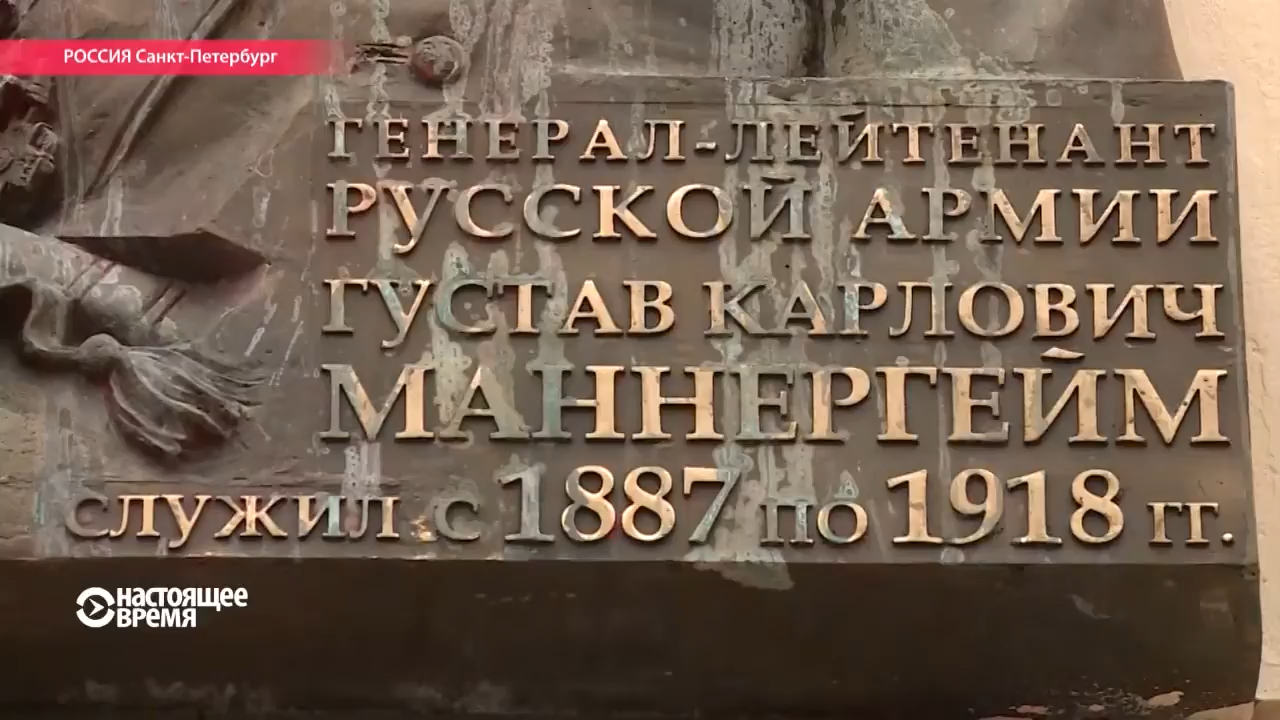 РОССИЯ Санкт-Петербург
ГЕНЕРАЛ-ЛЕЙТЕНАНТ
РУССКОЙ АРМИИ
ГУСТАВ КАРЛОВИЧ
МАННЕРГЕЙМ
СЛУЖИЛ С 1887 ПО 1918 ГГ.
НАСТОЯЩЕЕ
ВРЕМЯ